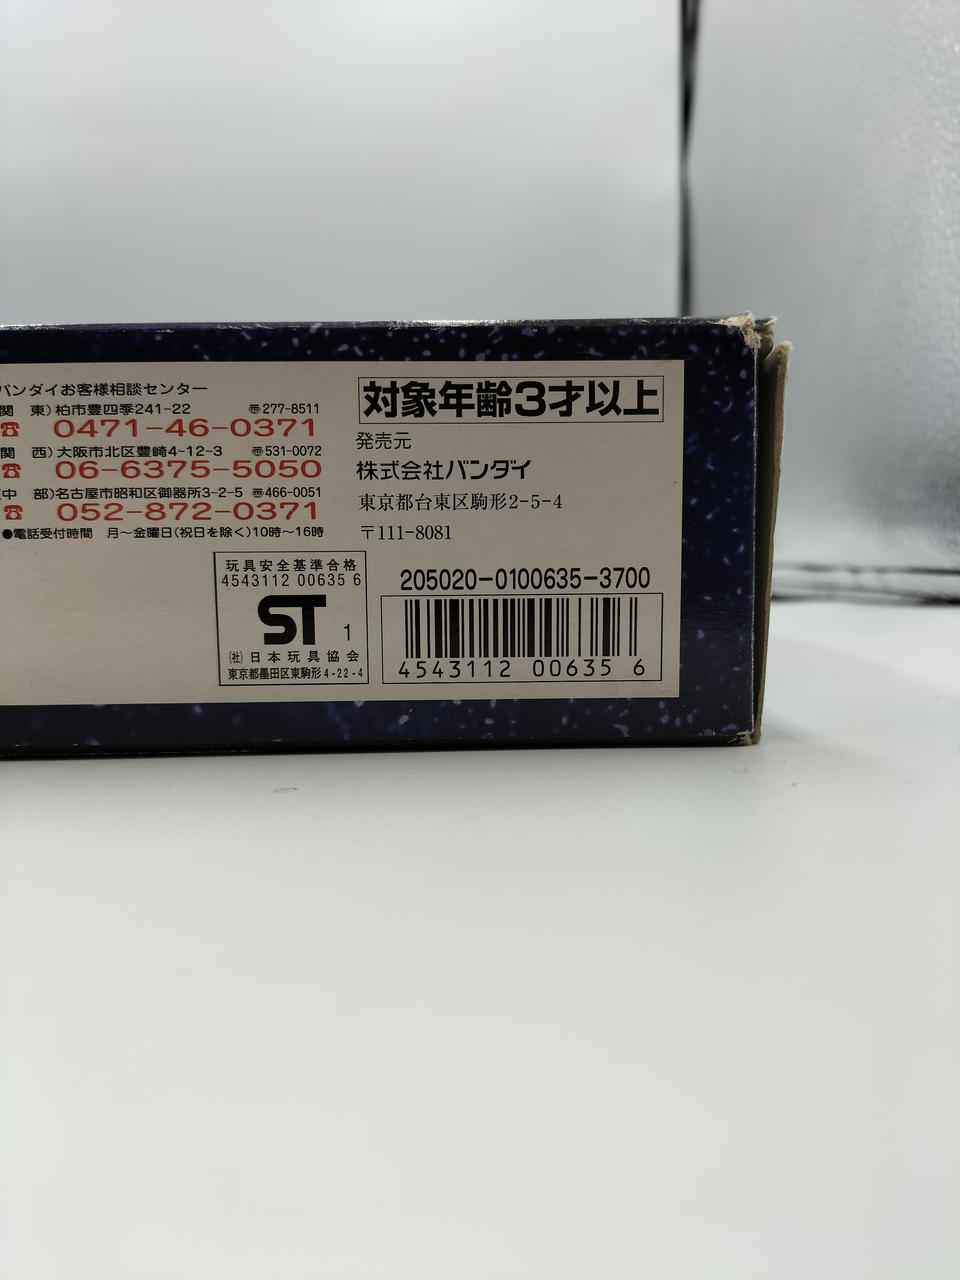 バンダイお客様相談センター
関 東)柏市豊四季241-22 〠277-8511
☎ 0471-46-0371
西)大阪市北区豊崎4-12-3 〠531-0072
☎ 06-6375-5050
(中 部)名古屋市昭和区御器所3-2-5 〠466-0051
☎ 052-872-0371
●電話受付時間 月~金曜日(祝日を除く)10時~16時
対象年齢3才以上
発売元
株式会社バンダイ
東京都台東区駒形2-5-4
〒111-8081
玩具安全基準合格
4543112 00635 6
ST 1
(社)日本玩具協会
東京都墨田区東駒形4-22-4
205020-0100635-3700
4543112 00635 6